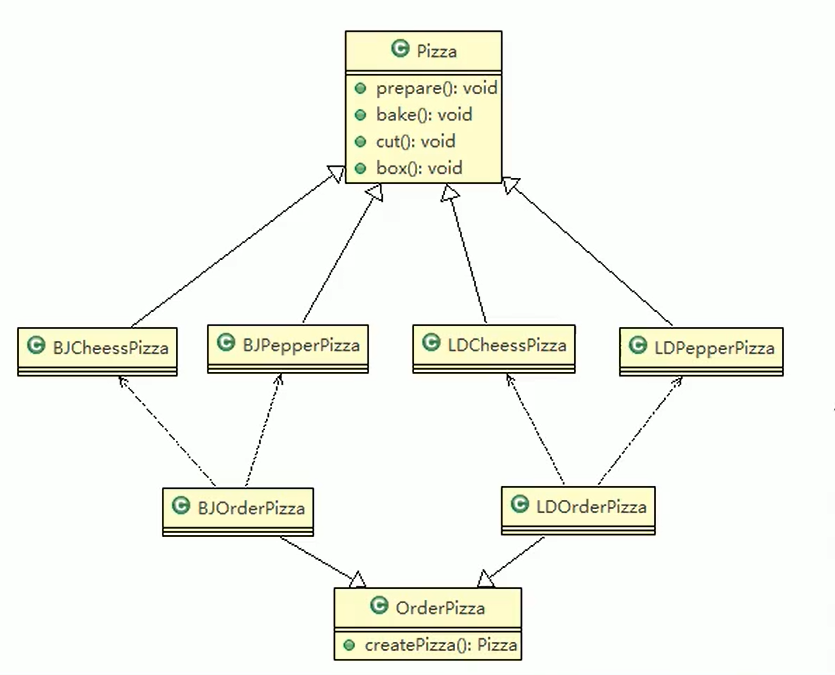 Pizza
prepare(): void
bake(): void
cut(): void
box(): void
BJCheessPizza
BJPepperPizza
LDCheessPizza
LDPepperPizza
BJOrderPizza
LDOrderPizza
OrderPizza
createPizza(): Pizza